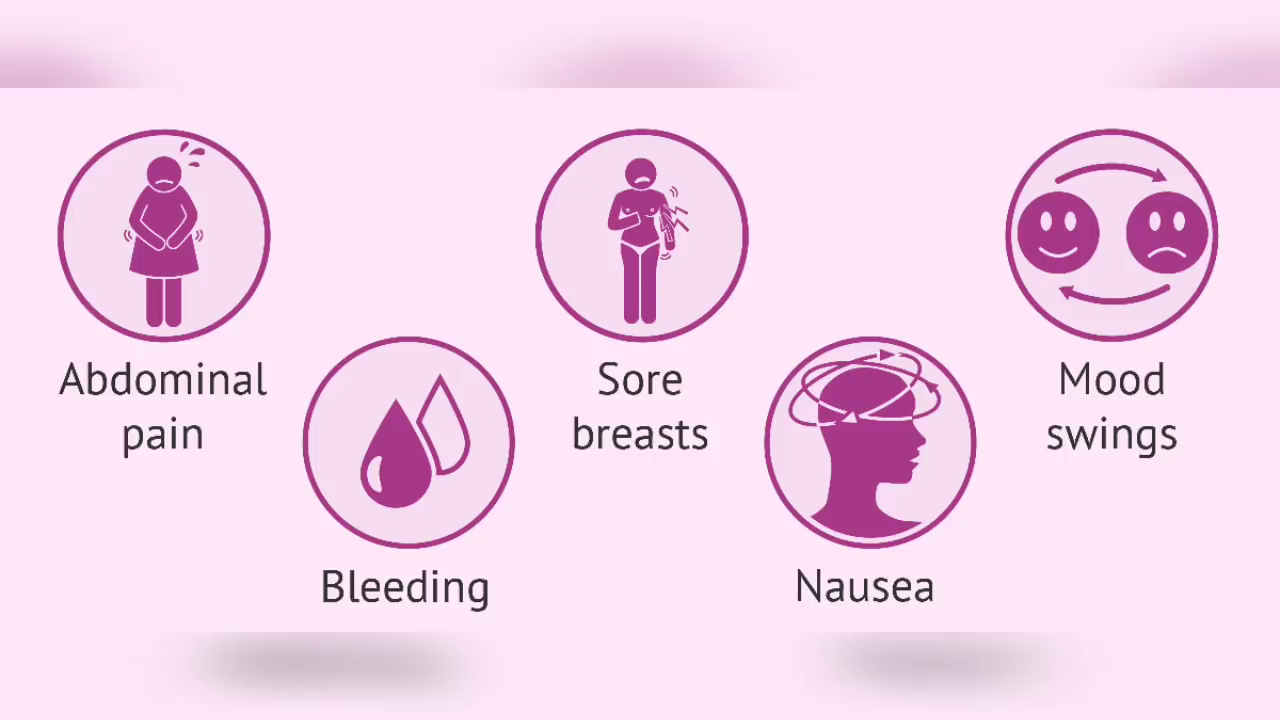 Abdominal
pain
Bleeding
Sore
breasts
Nausea
Mood
swings